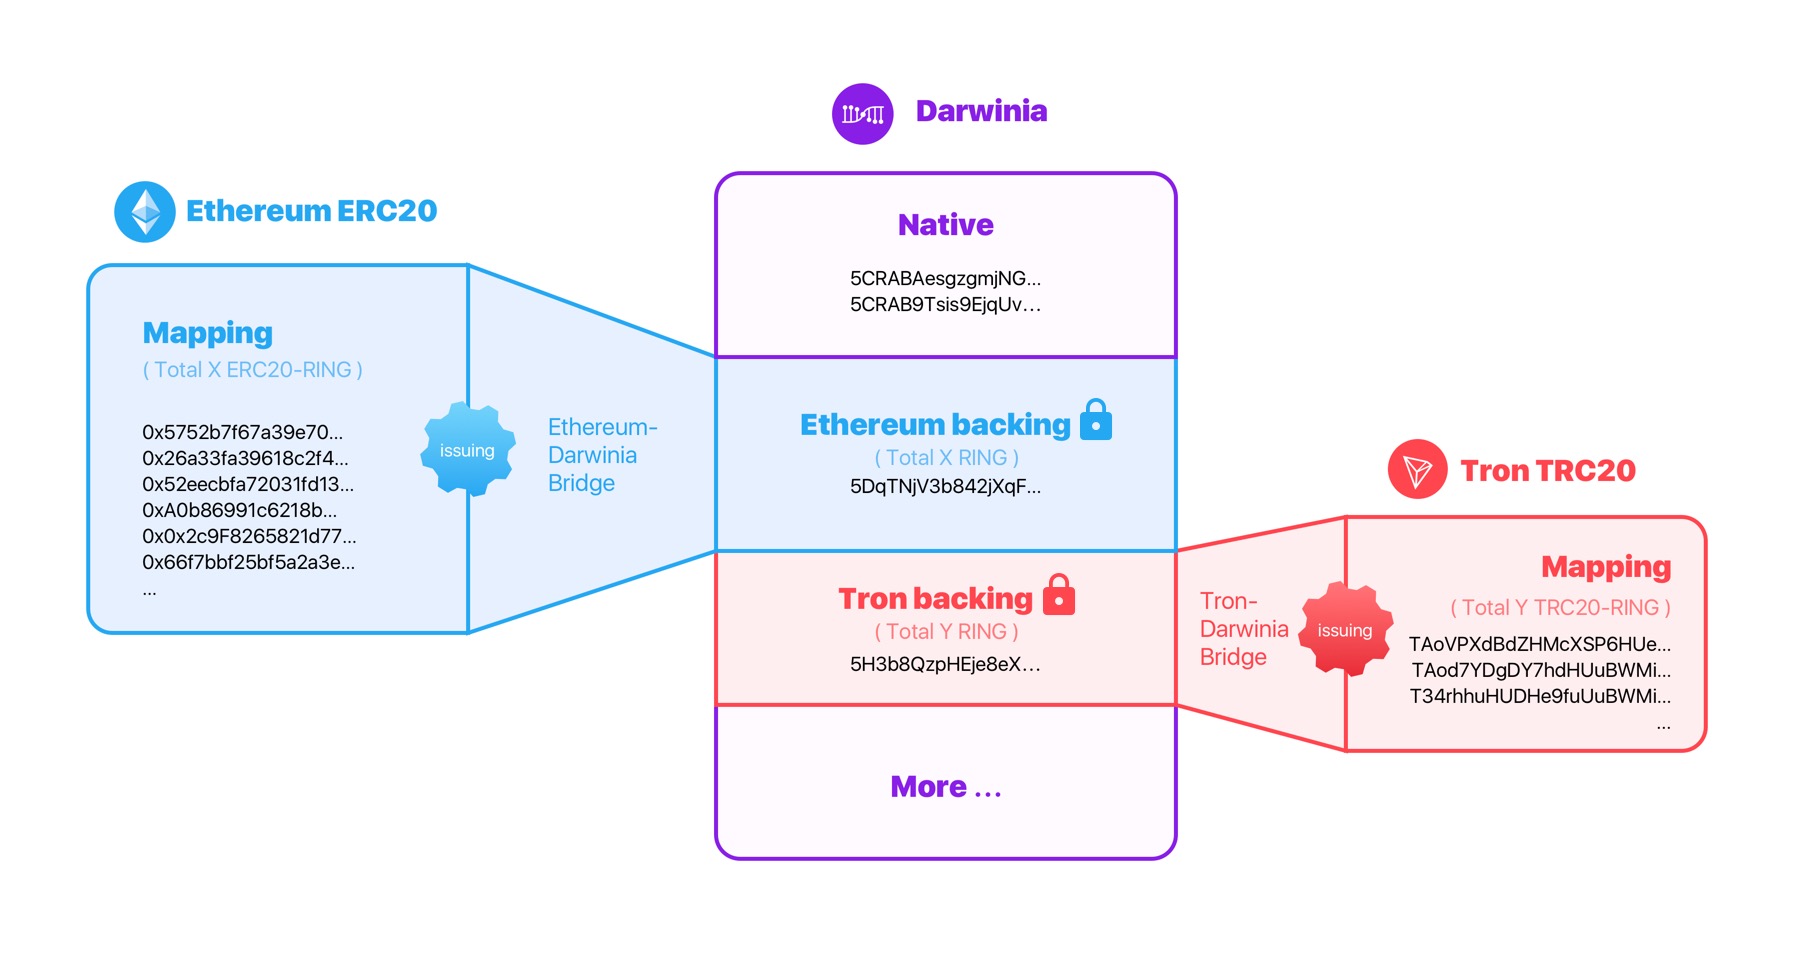 Darwinia
Ethereum ERC20
Native
5CRABAesgzgmjNG...
5CRAB9Tsis9EjqUv...
Mapping
( Total X ERC20-RING )
0x5752b7f67a39e70...
0x26a33fa39618c2f4...
0x52eecbfa72031fd13...
0xA0b86991c6218b...
0x0x2c9F8265821d77...
0x66f7bbf25bf5a2a3e...
...
issuing
Ethereum-
Darwinia
Bridge
Ethereum backing
( Total X RING )
5DqTNjV3b842jXqF...
Tron backing
( Total Y RING )
5H3b8QzpHEje8eX...
More ...
Tron TRC20
Tron-
Darwinia
Bridge
issuing
Mapping
( Total Y TRC20-RING )
TAoVPXdBdZHMcXSP6HUe...
TAod7YDgDY7hdHUuBWMi...
T34rhhuHUDHe9fuUuBWMi...
...